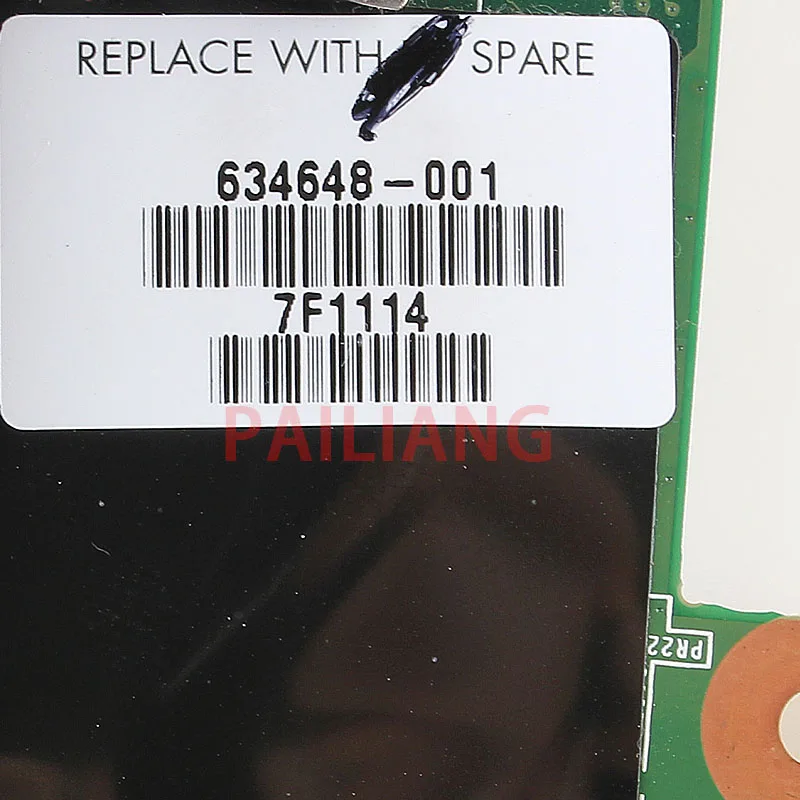 REPLACE WITH SPARE
634648-001
7F1114
PAILIANG
PR22